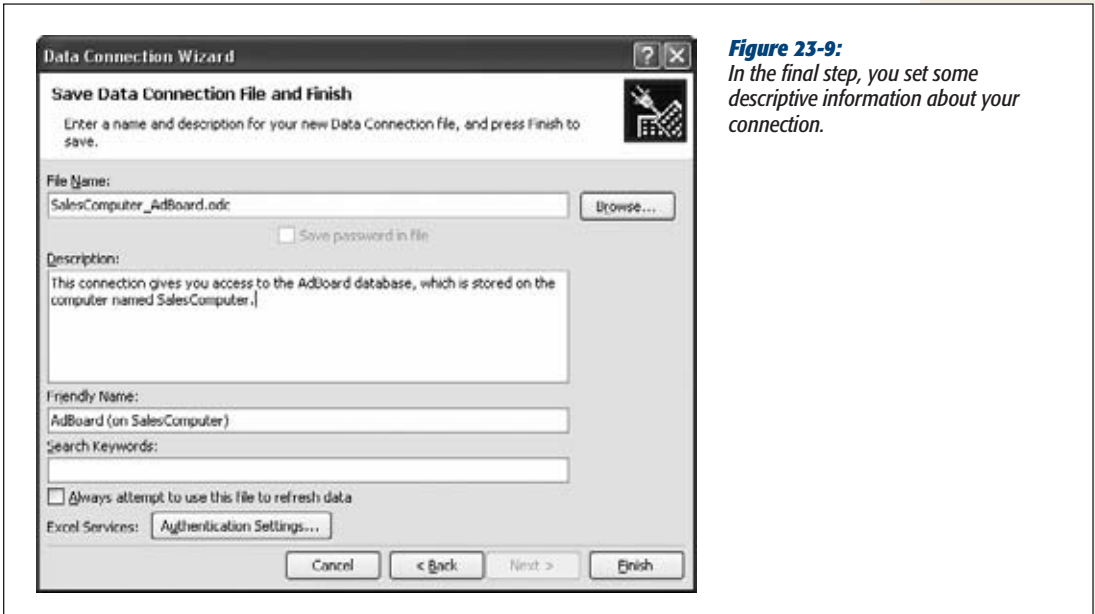 Data Connection Wizard
Save Data Connection File and Finish
Enter a name and description for your new Data Connection file, and press Finish to
save.
File Name:
SalesComputer_AdBoard.odc
Browse...
Save password in file
Description:
This connection gives you access to the AdBoard database, which is stored on the
computer named SalesComputer.
Friendly Name:
AdBoard (on SalesComputer)
Search Keywords:
Always attempt to use this file to refresh data
Excel Services:
Authentication Settings...
Cancel
< Back
Next >
Finish
Figure 23-9:
In the final step, you set some
descriptive information about your
connection.